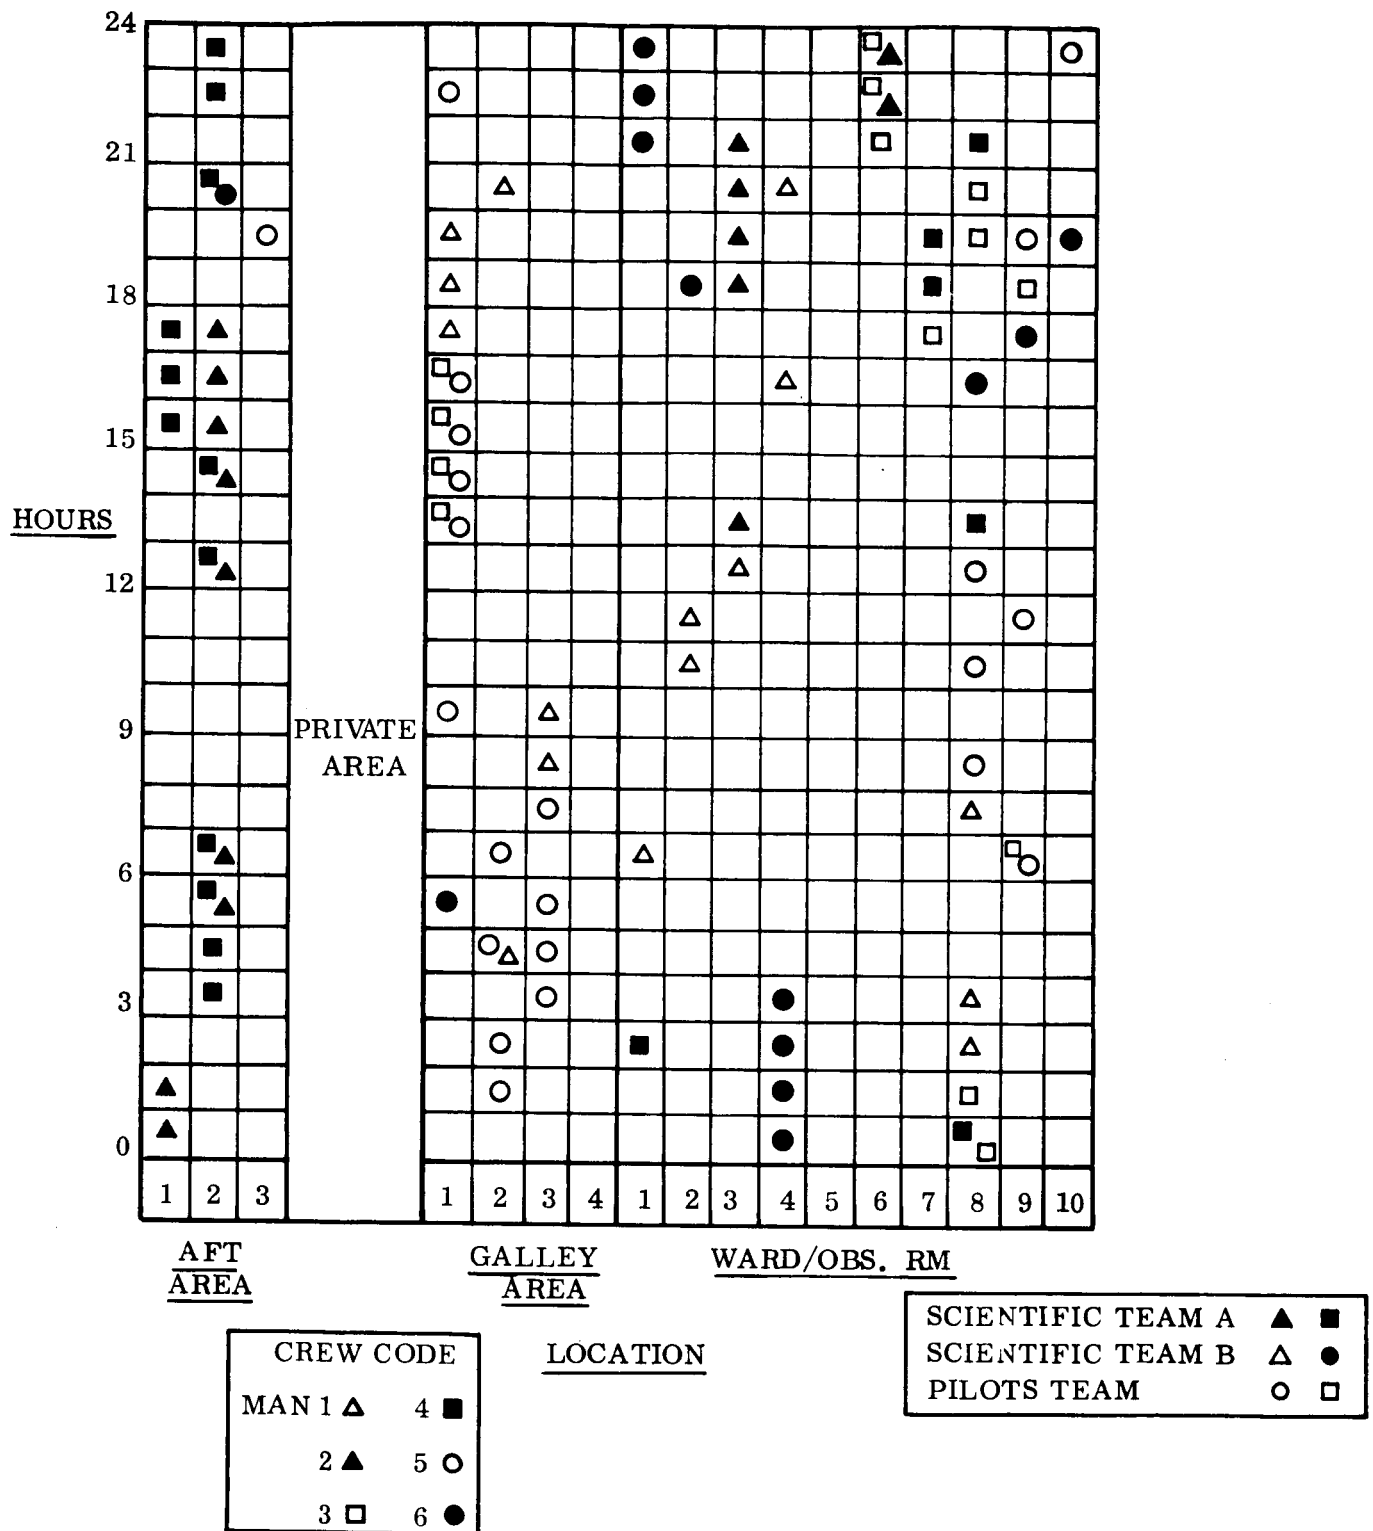 24
21
18
15
HOURS
12
9
PRIVATE
AREA
6
3
0
1 2 3 1 2 3 4 1 2 3 4 5 6 7 8 9 10
AFT
AREA
GALLEY
AREA
WARD/OBS. RM
LOCATION
CREW CODE
MAN 1 △ 4 ■
2 ▲ 5 ○
3 □ 6 ●
SCIENTIFIC TEAM A ▲ ■
SCIENTIFIC TEAM B △ ●
PILOTS TEAM ○ □